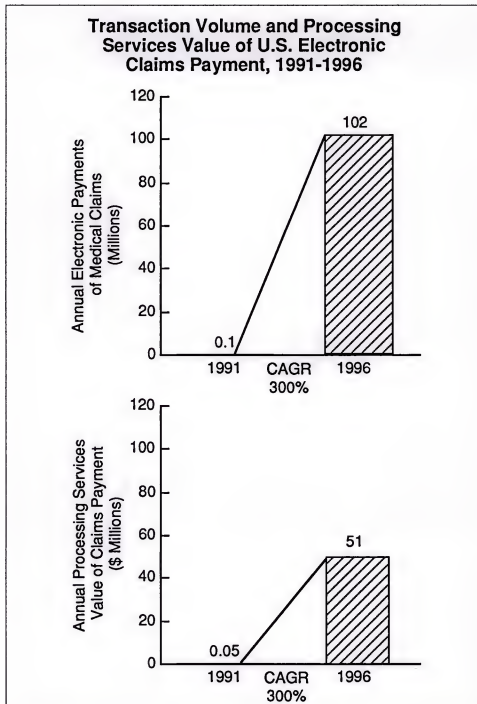 Transaction Volume and Processing
Services Value of U.S. Electronic
Claims Payment, 1991-1996
Annual Electronic Payments
of Medical Claims
(Millions)
120
100
80
60
40
20
0
0.1
102
1991
CAGR
300%
1996
Annual Processing Services
Value of Claims Payment
($ Millions)
120
100
80
60
40
20
0
0.05
51
1991
CAGR
300%
1996